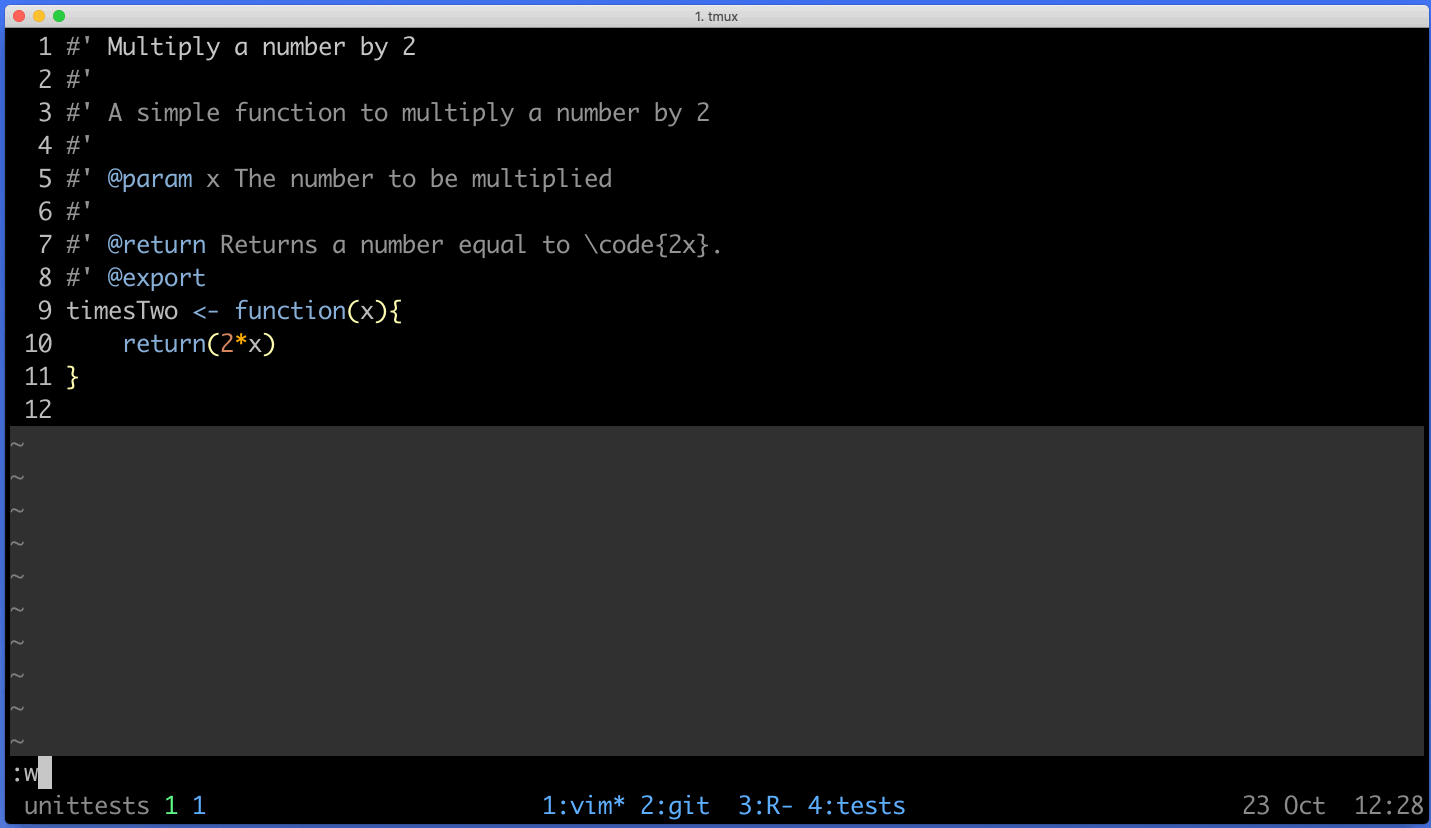 1. tmux
1 #' Multiply a number by 2
2 #'
3 #' A simple function to multiply a number by 2
4 #'
5 #' @param x The number to be multiplied
6 #'
7 #' @return Returns a number equal to \code{2x}.
8 #' @export
9 timesTwo <- function(x){
10     return(2*x)
11 }
12
~
~
~
~
~
~
~
~
~
~
:w
unittests 1 1 1:vim* 2:git  3:R- 4:tests 23 Oct  12:28